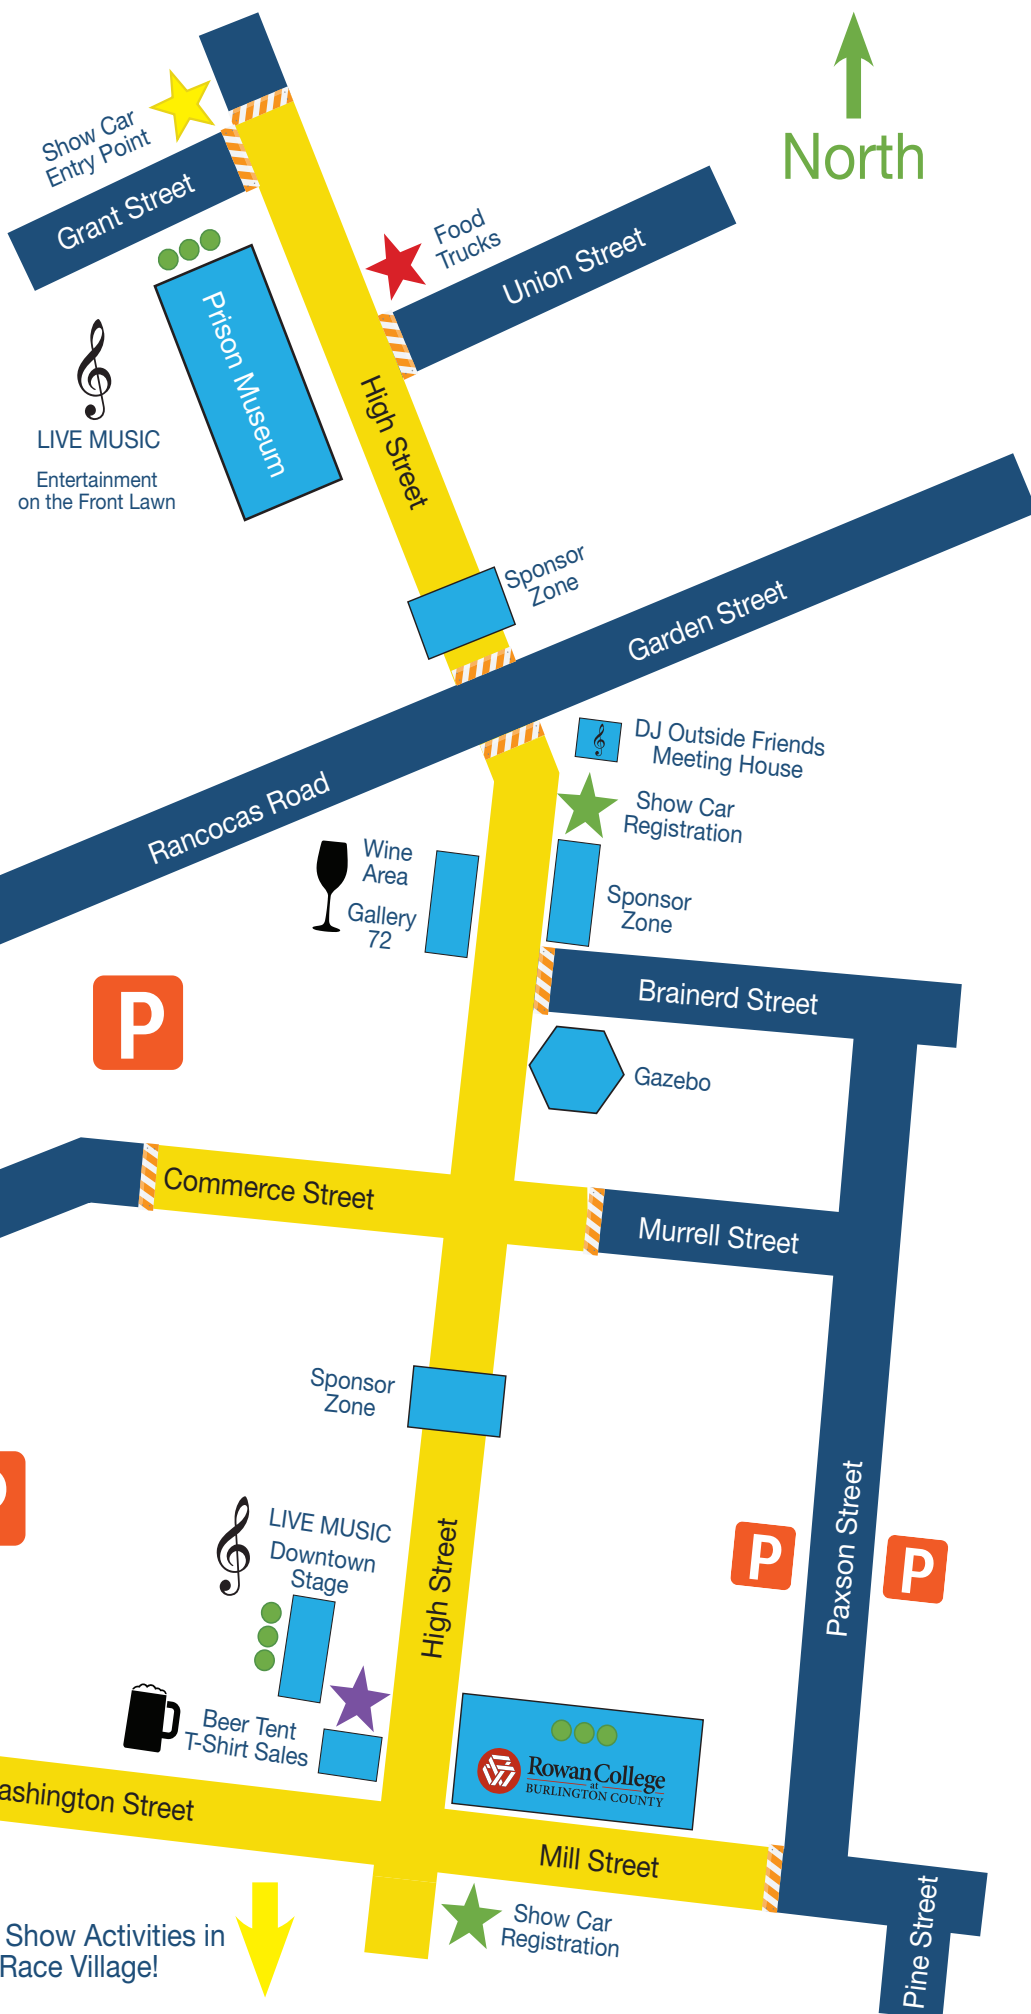 North
Show Car
Entry Point
Grant Street
Food
Trucks
Union Street
Prison Museum
High Street
LIVE MUSIC
Entertainment
on the Front Lawn
Sponsor
Zone
Garden Street
Rancocas Road
DJ Outside Friends
Meeting House
Show Car
Registration
Wine
Area
Gallery
72
Sponsor
Zone
Brainerd Street
P
Gazebo
Commerce Street
Murrell Street
Sponsor
Zone
Paxson Street
P
P
LIVE MUSIC
Downtown
Stage
High Street
Beer Tent
T-Shirt Sales
Rowan College
at
BURLINGTON COUNTY
ashington Street
Mill Street
Show Car
Registration
Show Activities in
Race Village!
Pine Street